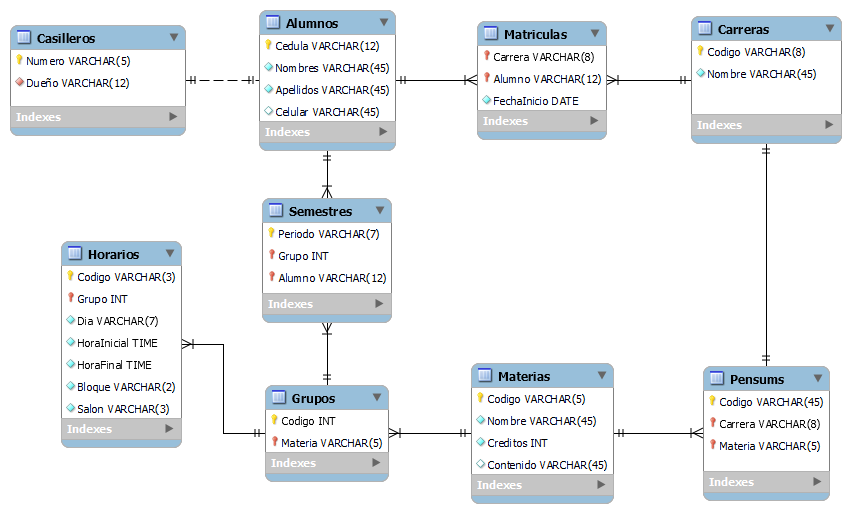 Casilleros
Numero VARCHAR(5)
Dueño VARCHAR(12)
Indexes
Alumnos
Cedula VARCHAR(12)
Nombres VARCHAR(45)
Apellidos VARCHAR(45)
Celular VARCHAR(45)
Indexes
Matriculas
Carrera VARCHAR(8)
Alumno VARCHAR(12)
FechaInicio DATE
Indexes
Carreras
Codigo VARCHAR(8)
Nombre VARCHAR(45)
Indexes
Semestres
Periodo VARCHAR(7)
Grupo INT
Alumno VARCHAR(12)
Indexes
Horarios
Codigo VARCHAR(3)
Grupo INT
Dia VARCHAR(7)
HoraInicial TIME
HoraFinal TIME
Bloque VARCHAR(2)
Salon VARCHAR(3)
Indexes
Grupos
Codigo INT
Materia VARCHAR(5)
Indexes
Materias
Codigo VARCHAR(5)
Nombre VARCHAR(45)
Creditos INT
Contenido VARCHAR(45)
Indexes
Pensums
Codigo VARCHAR(45)
Carrera VARCHAR(8)
Materia VARCHAR(5)
Indexes